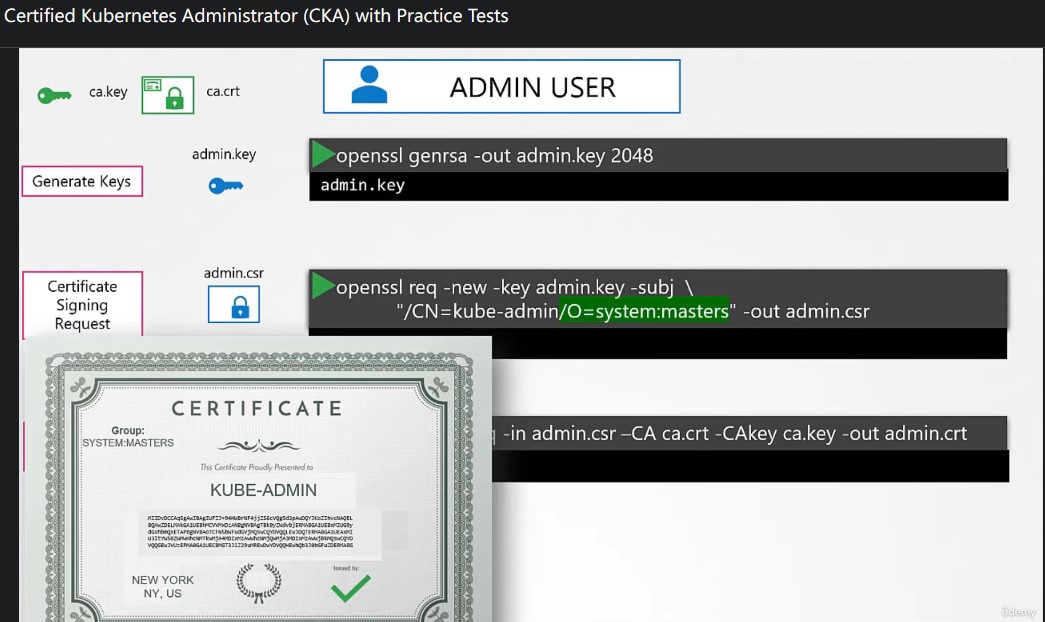 Certified Kubernetes Administrator (CKA) with Practice Tests
ca.key
ca.crt
ADMIN USER
admin.key
Generate Keys
openssl genrsa -out admin.key 2048
admin.key
admin.csr
Certificate
Signing
Request
openssl req -new -key admin.key -subj \
"/CN=kube-admin/O=system:masters" -out admin.csr
-in admin.csr –CA ca.crt -CAkey ca.key -out admin.crt
CERTIFICATE
Group:
SYSTEM:MASTERS
This Certificate Proudly Presented to
KUBE-ADMIN
NEW YORK
NY, US
Issued by:
Udemy